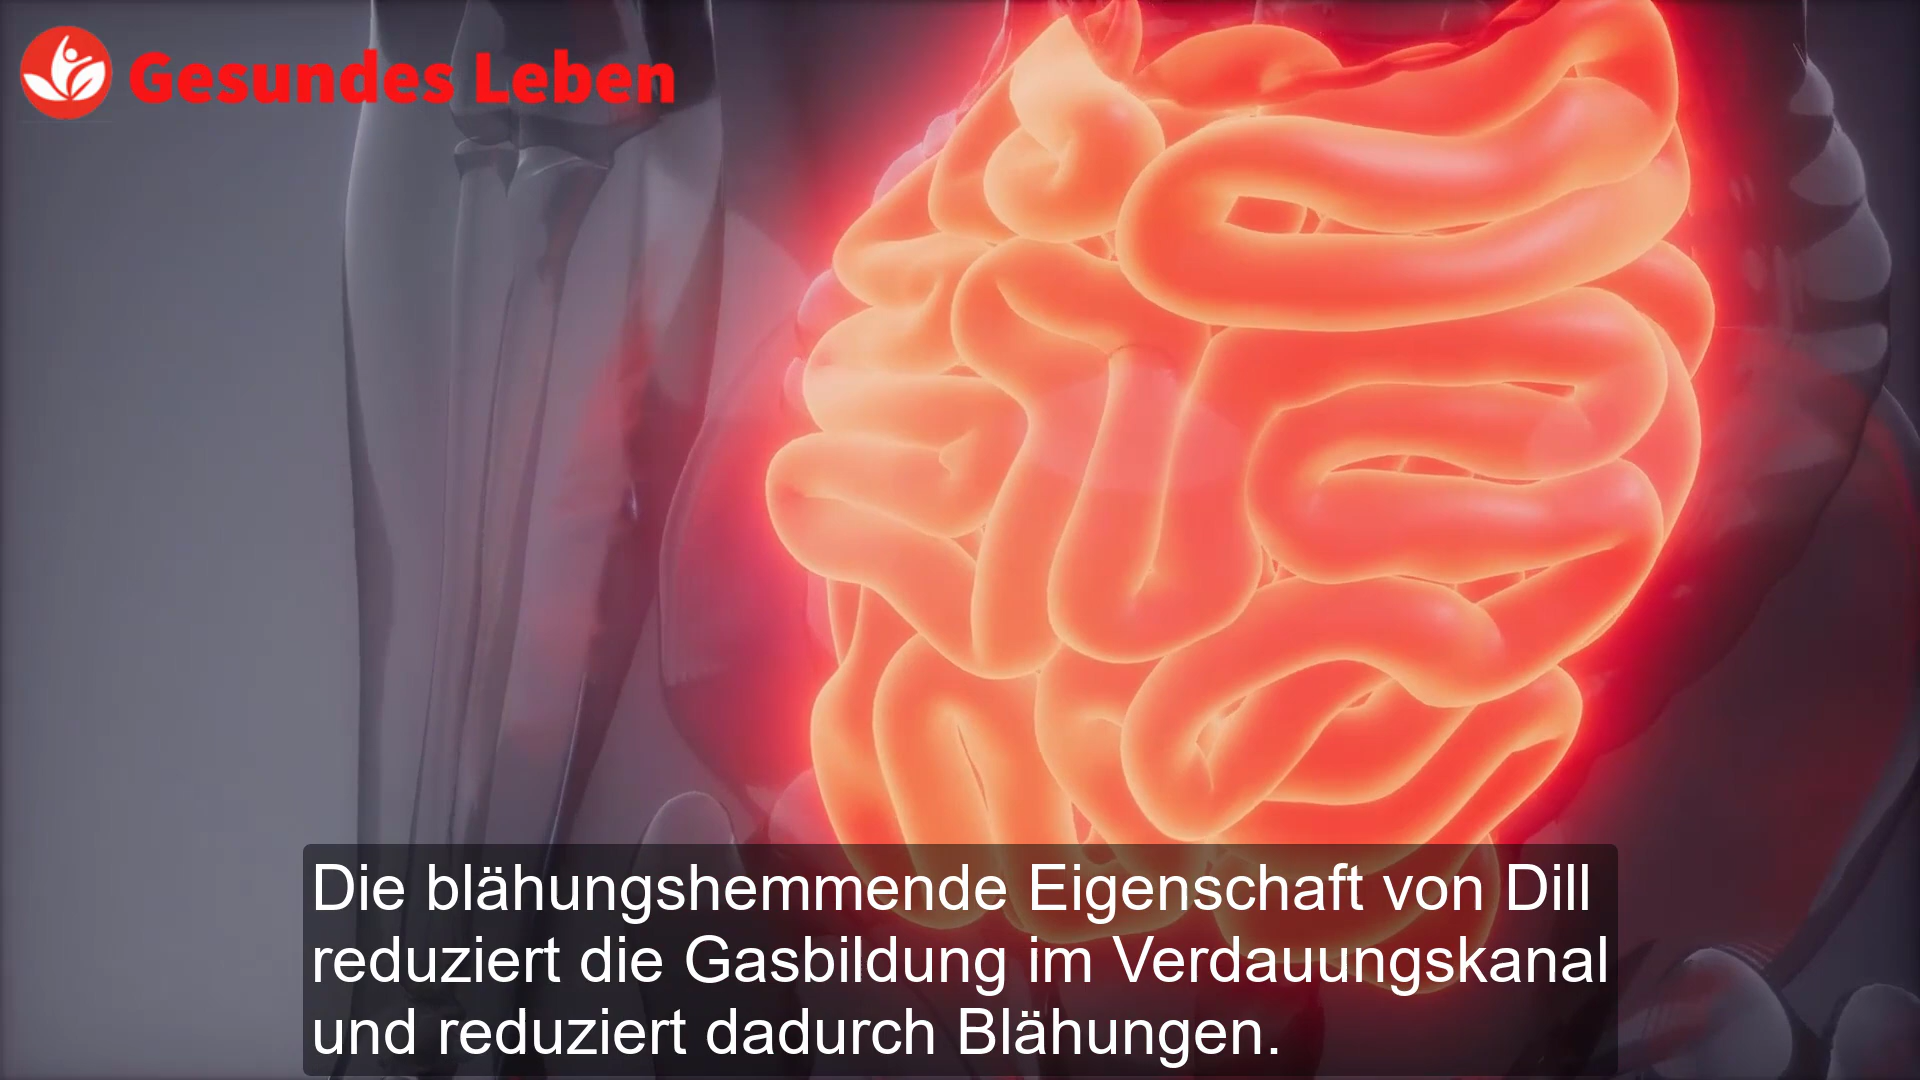 Gesundes Leben
Die blähungshemmende Eigenschaft von Dill
reduziert die Gasbildung im Verdauungskanal
und reduziert dadurch Blähungen.